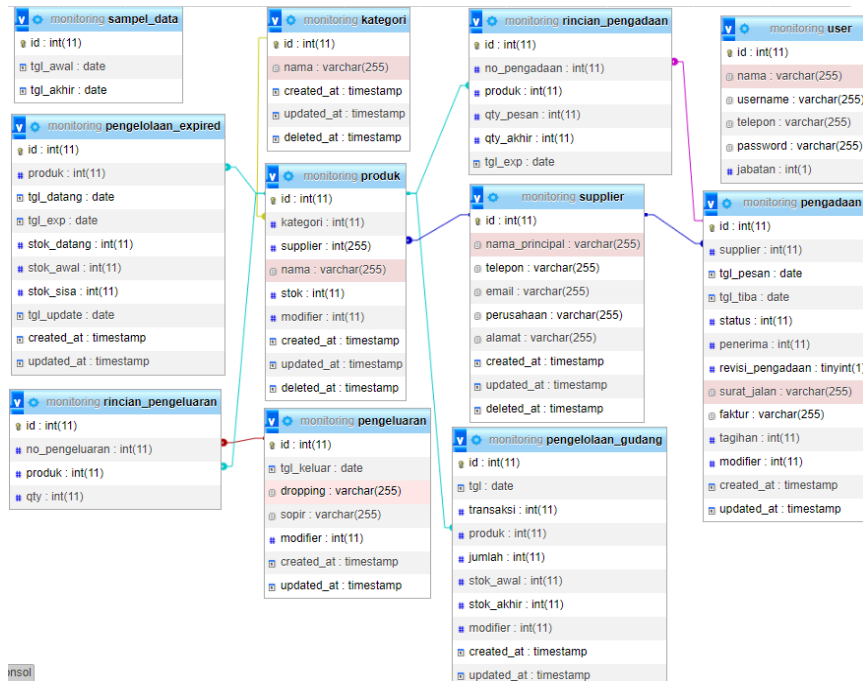 monitoring sampel_data
id : int(11)
tgl_awal : date
tgl_akhir : date
monitoring kategori
id : int(11)
nama : varchar(255)
created_at : timestamp
updated_at : timestamp
deleted_at : timestamp
monitoring rincian_pengadaan
id : int(11)
no_pengadaan : int(11)
produk : int(11)
qty_pesan : int(11)
qty_akhir : int(11)
tgl_exp : date
monitoring user
id : int(11)
nama : varchar(255)
username : varchar(255)
telepon : varchar(255)
password : varchar(255)
jabatan : int(1)
monitoring pengelolaan_expired
id : int(11)
produk : int(11)
tgl_datang : date
tgl_exp : date
stok_datang : int(11)
stok_awal : int(11)
stok_sisa : int(11)
tgl_update : date
created_at : timestamp
updated_at : timestamp
monitoring produk
id : int(11)
kategori : int(11)
supplier : int(255)
nama : varchar(255)
stok : int(11)
modifier : int(11)
created_at : timestamp
updated_at : timestamp
deleted_at : timestamp
monitoring supplier
id : int(11)
nama_principal : varchar(255)
telepon : varchar(255)
email : varchar(255)
perusahaan : varchar(255)
alamat : varchar(255)
created_at : timestamp
updated_at : timestamp
deleted_at : timestamp
monitoring pengadaan
id : int(11)
supplier : int(11)
tgl_pesan : date
tgl_tiba : date
status : int(11)
penerima : int(11)
revisi_pengadaan : tinyint(1)
surat_jalan : varchar(255)
faktur : varchar(255)
tagihan : int(11)
modifier : int(11)
created_at : timestamp
updated_at : timestamp
monitoring rincian_pengeluaran
id : int(11)
no_pengeluaran : int(11)
produk : int(11)
qty : int(11)
monitoring pengeluaran
id : int(11)
tgl_keluar : date
dropping : varchar(255)
sopir : varchar(255)
modifier : int(11)
created_at : timestamp
updated_at : timestamp
monitoring pengelolaan_gudang
id : int(11)
tgl : date
transaksi : int(11)
produk : int(11)
jumlah : int(11)
stok_awal : int(11)
stok_akhir : int(11)
modifier : int(11)
created_at : timestamp
updated_at : timestamp
onsol